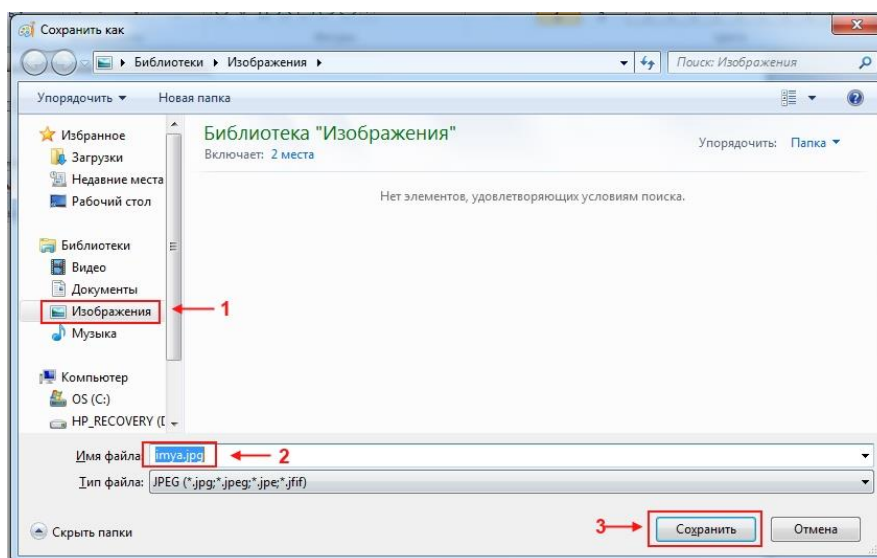 Сохранить как
Библиотеки Изображения
Поиск: Изображения
Упорядочить Новая папка
Избранное
Загрузки
Недавние места
Рабочий стол
Библиотеки
Видео
Документы
Изображения
1
Музыка
Компьютер
OS (C:)
HP_RECOVERY (D
Библиотека "Изображения"
Включает: 2 места
Упорядочить: Папка
Нет элементов, удовлетворяющих условиям поиска.
Имя файла: imya.jpg
2
Тип файла: JPEG (*.jpg;*.jpeg;*.jpe;*.jfif)
Скрыть папки
3
Сохранить
Отмена